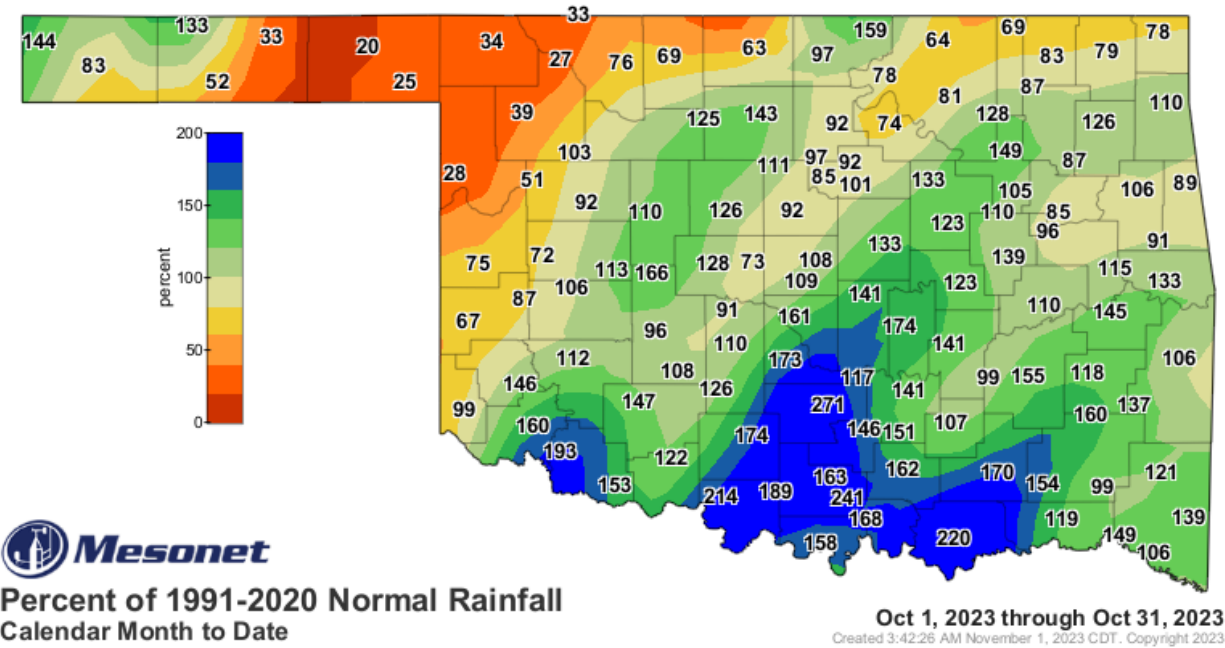 33
144 133 33 20 34 27 76 69 63 97 159 64 69 83 79 78
83 52 25 78 87
39 125 143 92 74 81 128 126 110
103 111 97 92 149 87
28 51 85 101 133 105 106 89
92 110 126 92 123 110 85
96 91
75 72 113 166 128 73 108 133 139 115
87 106 109 141 123 110 133
67 96 91 161 174 145
112 110 173 141 106
146 108 126 117 141 99 155 118
99 147 271 107 160 137
160 174 146 151
193 122 163 162 170 121
153 214 189 241 154 99
168 119 139
158 220 149 106
200
150
percent
100
50
0
Mesonet
Percent of 1991-2020 Normal Rainfall
Calendar Month to Date
Oct 1, 2023 through Oct 31, 2023
Created 3:42:26 AM November 1, 2023 CDT. Copyright 2023